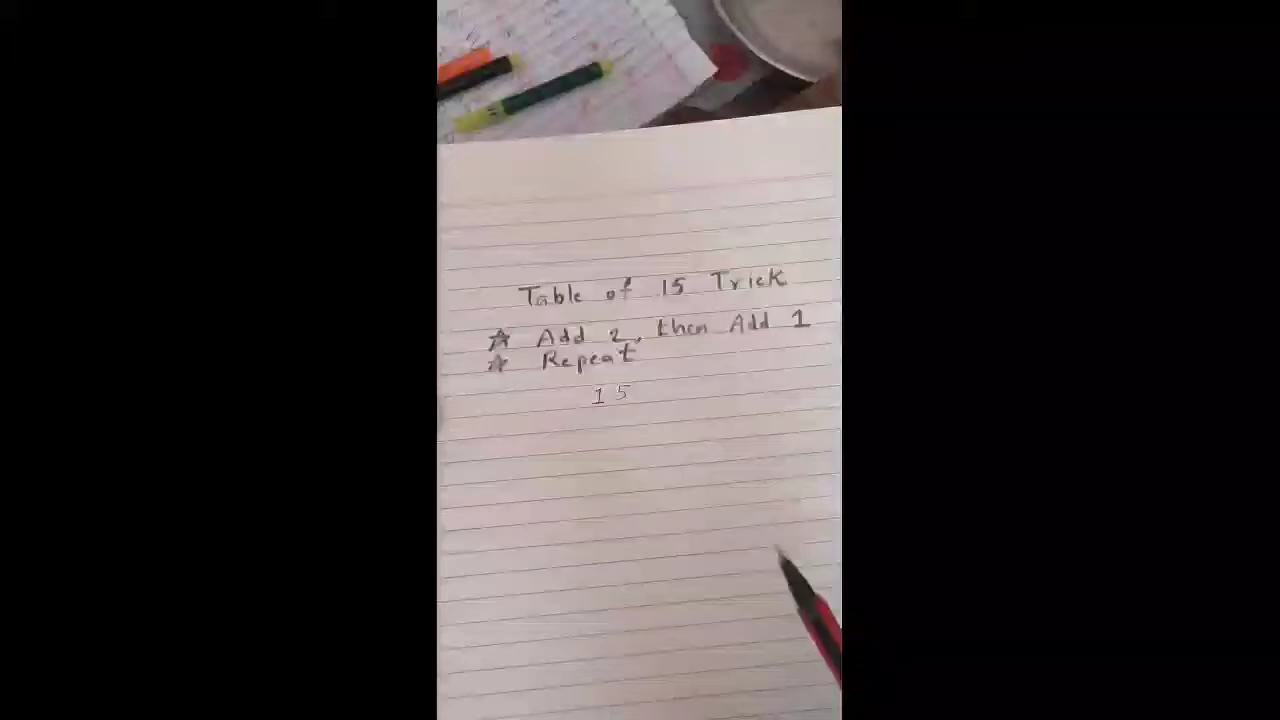 Table of 15 Trick
☆ Add 2, then Add 1
☆ Repeat
15